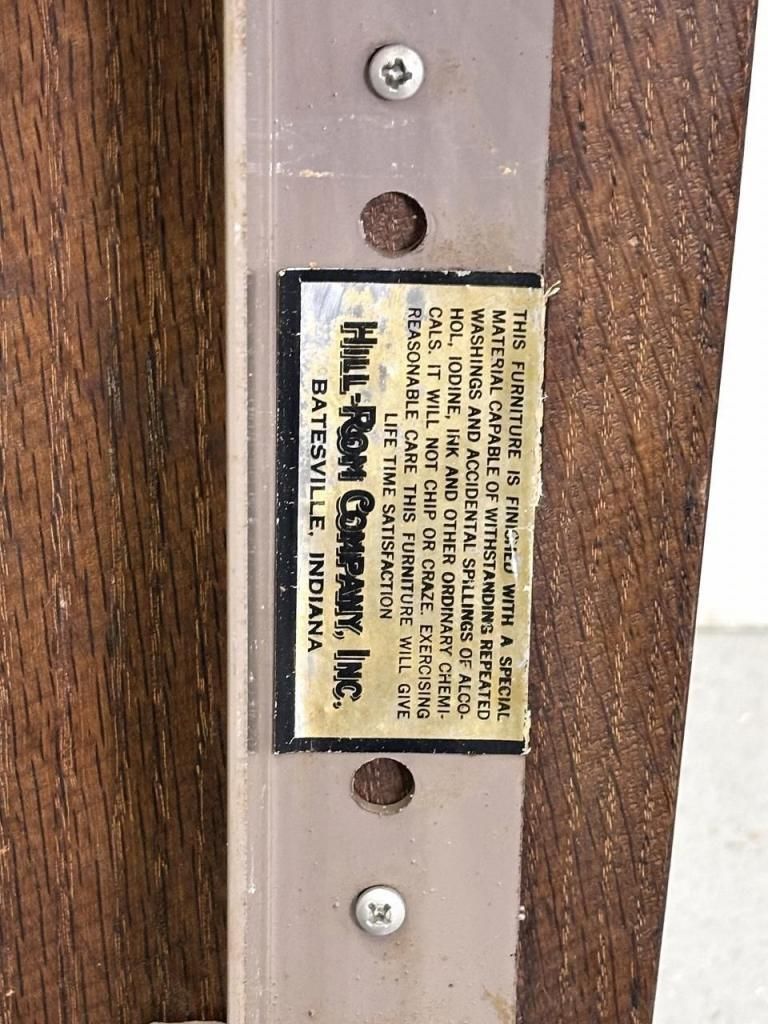 THIS FURNITURE IS FINISHED WITH A SPECIAL
MATERIAL CAPABLE OF WITHSTANDING REPEATED
WASHINGS AND ACCIDENTAL SPILLINGS OF ALCO-
HOL, IODINE, INK AND OTHER ORDINARY CHEMI-
CALS. IT WILL NOT CHIP OR CRAZE. EXERCISING
REASONABLE CARE THIS FURNITURE WILL GIVE
LIFE TIME SATISFACTION
HILL-ROM COMPANY, INC.
BATESVILLE, INDIANA